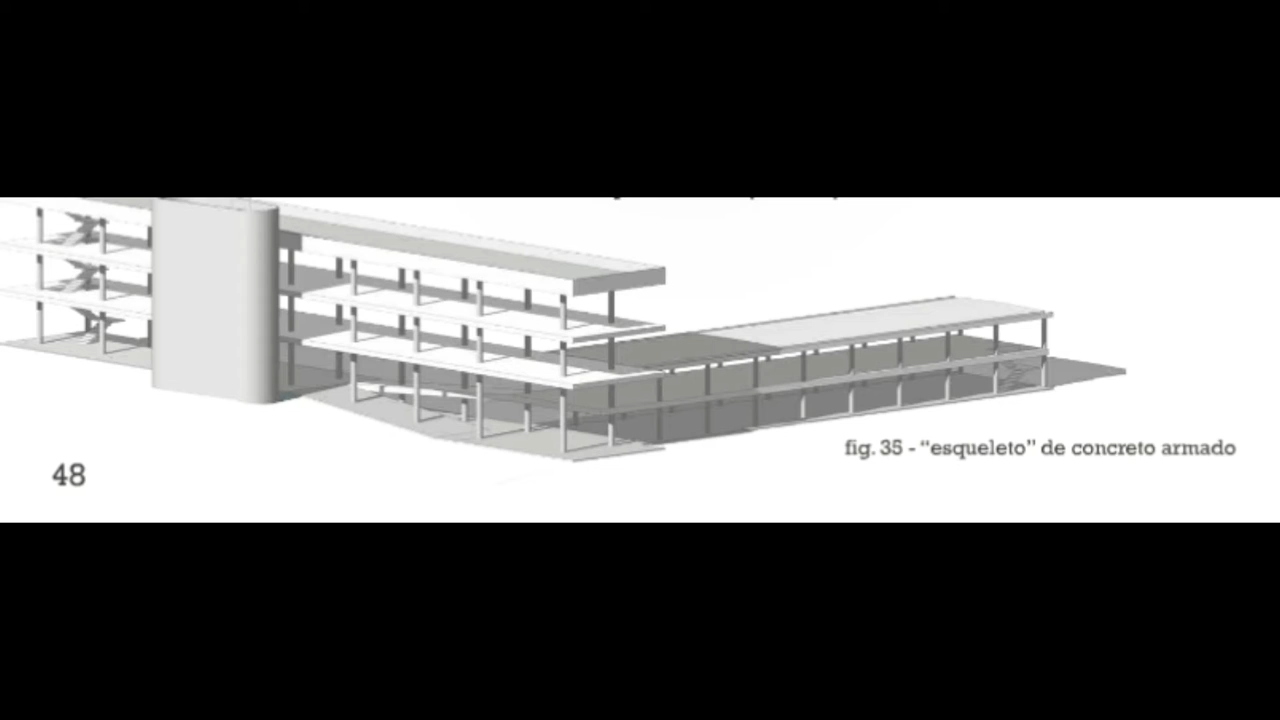 fig. 35 - “esqueleto” de concreto armado
48